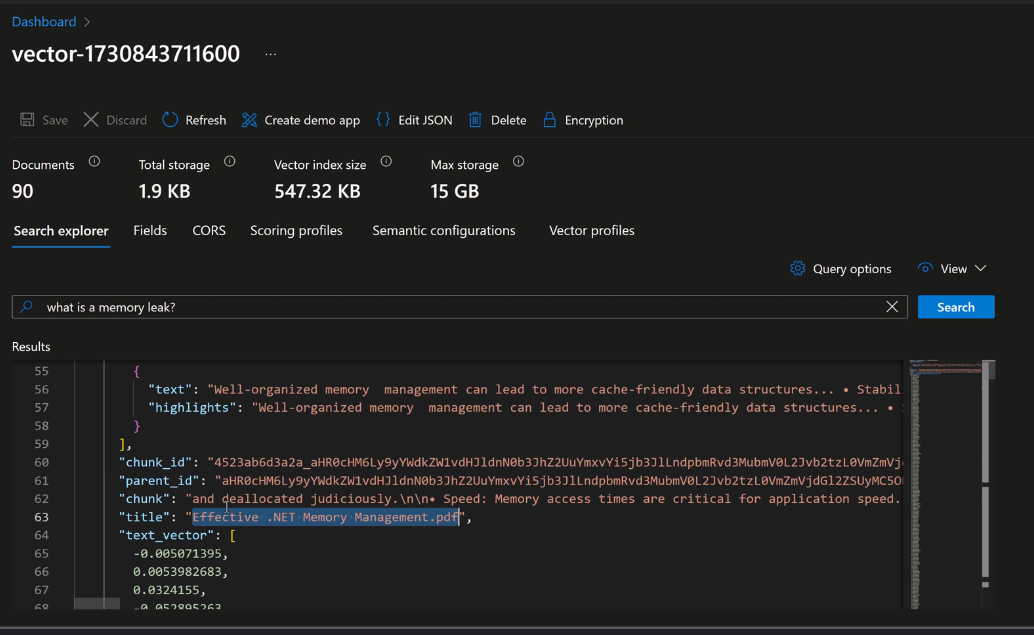 Dashboard >
vector-1730843711600 ...
Save Discard Refresh Create demo app {} Edit JSON Delete Encryption
Documents Total storage Vector index size Max storage
90 1.9 KB 547.32 KB 15 GB
Search explorer Fields CORS Scoring profiles Semantic configurations Vector profiles
Query options View
what is a memory leak? Search
Results
55 {
56 "text": "Well-organized memory  management can lead to more cache-friendly data structures... • Stabil
57 "highlights": "Well-organized memory  management can lead to more cache-friendly data structures... •
58 }
59 ],
60 "chunk_id": "4523ab6d3a2a_aHR0cHM6Ly9yYWdkZW1vdHJldnN0b3JhZ2UuYmxvYi5jb3JlLndpbmRvd3MubmV0L2Jvb2tzL0VmZmVj
61 "parent_id": "aHR0cHM6Ly9yYWdkZW1vdHJldnN0b3JhZ2UuYmxvYi5jb3JlLndpbmRvd3MubmV0L2Jvb2tzL0VmZmVjdGl2ZSUyMC5O
62 "chunk": "and deallocated judiciously.\n\n• Speed: Memory access times are critical for application speed.
63 "title": "Effective .NET Memory Management.pdf",
64 "text_vector": [
65 -0.005071395,
66 0.0053982683,
67 0.0324155,
68 -0.052895263